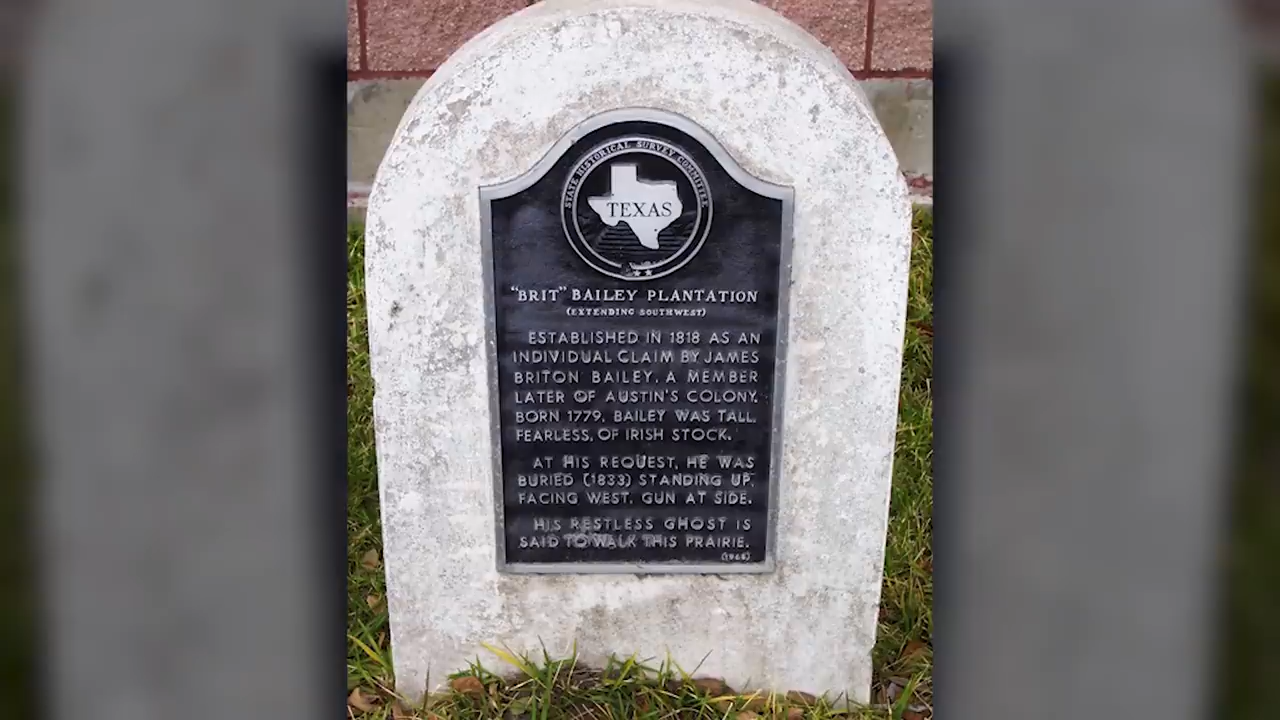 STATE HISTORICAL SURVEY COMMITTEE
TEXAS
"BRIT" BAILEY PLANTATION
(EXTENDING SOUTHWEST)
ESTABLISHED IN 1818 AS AN
INDIVIDUAL CLAIM BY JAMES
BRITON BAILEY, A MEMBER
LATER OF AUSTIN'S COLONY.
BORN 1779, BAILEY WAS TALL,
FEARLESS, OF IRISH STOCK.
AT HIS REQUEST, HE WAS
BURIED (1833) STANDING UP,
FACING WEST, GUN AT SIDE.
HIS RESTLESS GHOST IS
SAID TO WALK THIS PRAIRIE.